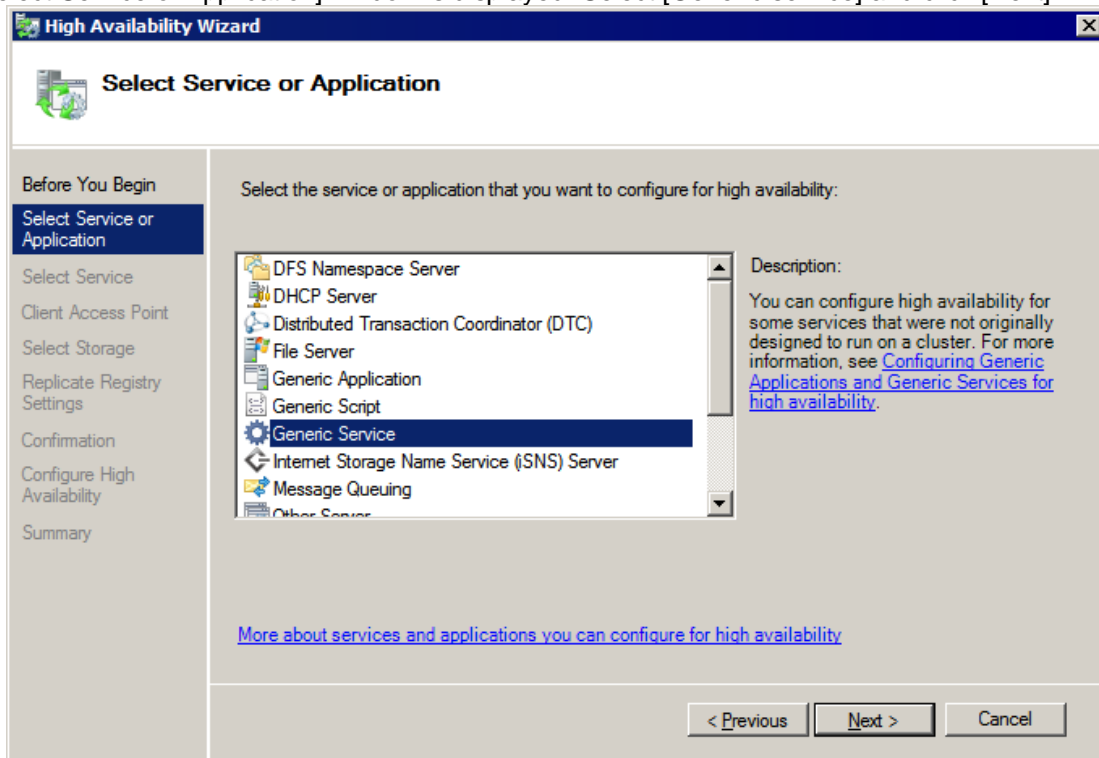 High Availability Wizard
Select Service or Application
Before You Begin
Select Service or
Application
Select Service
Client Access Point
Select Storage
Replicate Registry
Settings
Confirmation
Configure High
Availability
Summary
Select the service or application that you want to configure for high availability:
DFS Namespace Server
DHCP Server
Distributed Transaction Coordinator (DTC)
File Server
Generic Application
Generic Script
Generic Service
Internet Storage Name Service (iSNS) Server
Message Queuing
Other Server
Description:
You can configure high availability for
some services that were not originally
designed to run on a cluster. For more
information, see Configuring Generic
Applications and Generic Services for
high availability.
More about services and applications you can configure for high availability
< Previous
Next >
Cancel